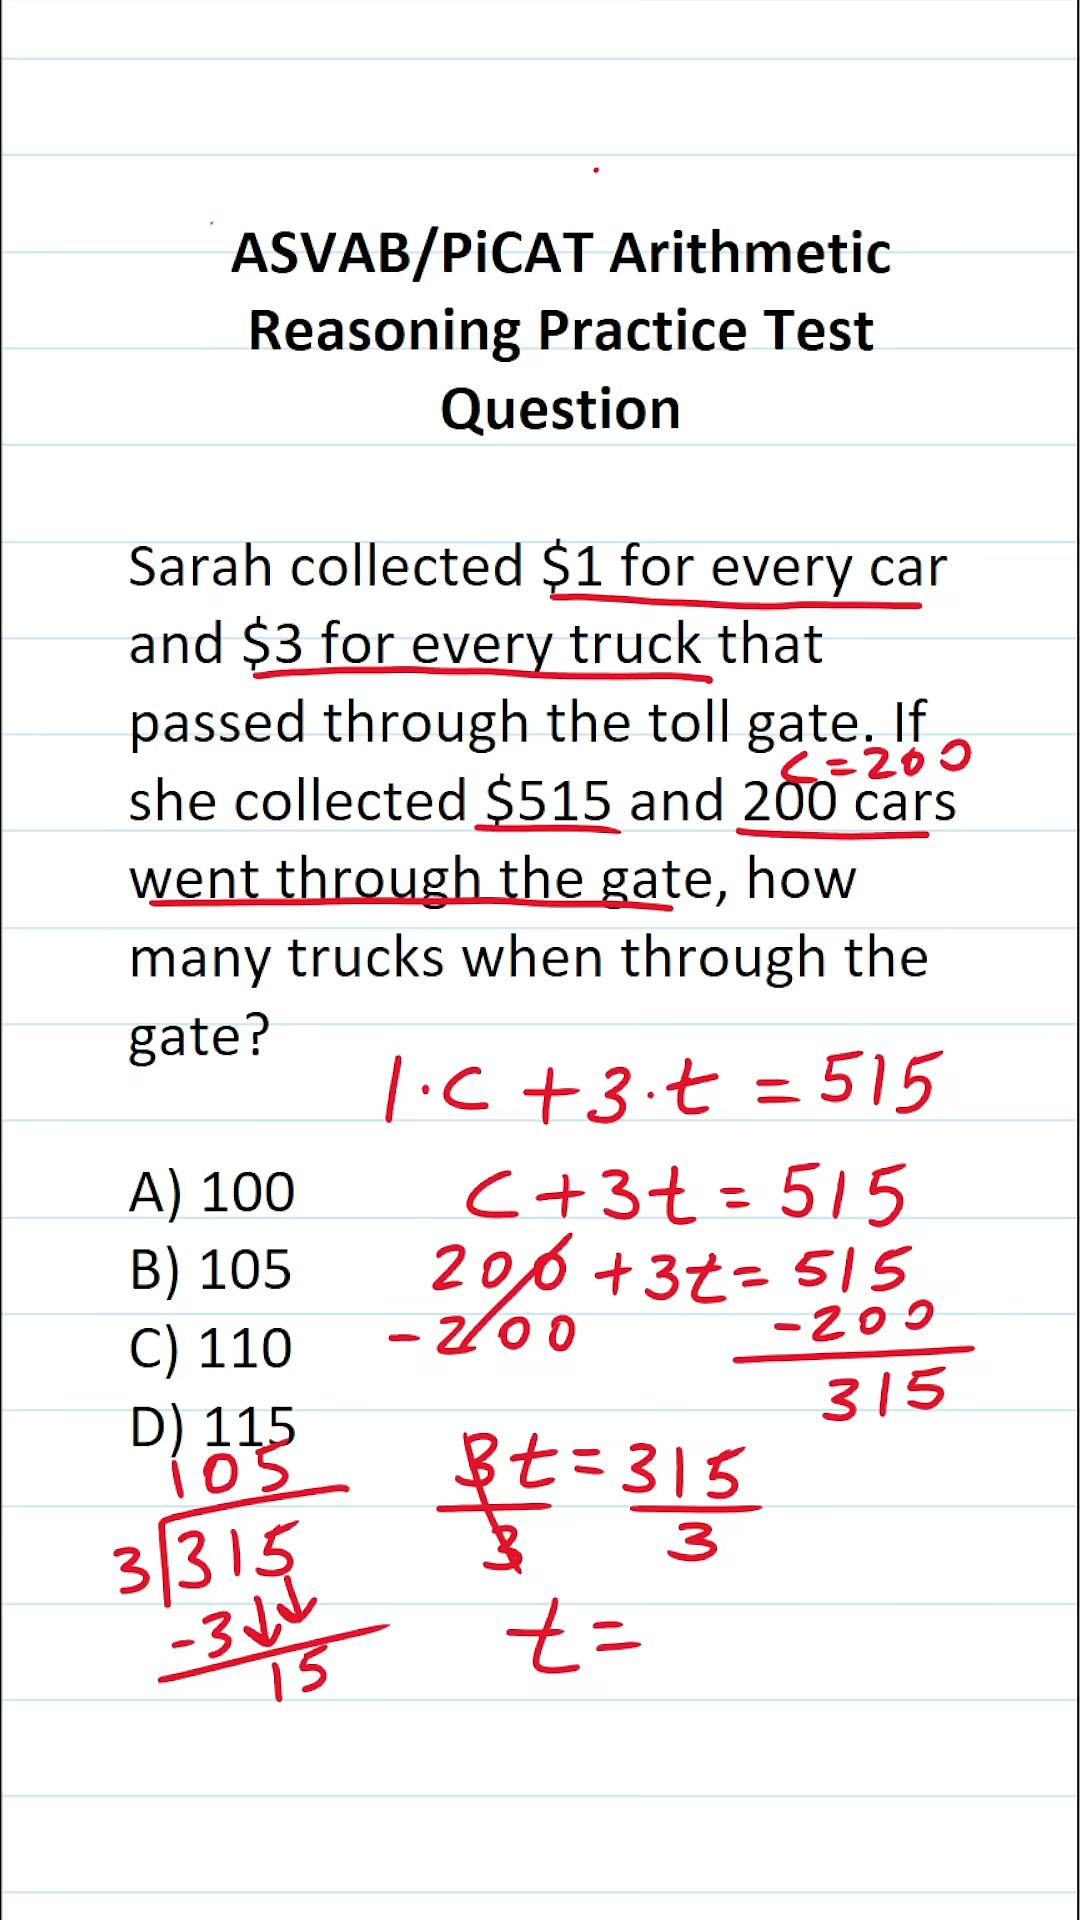 ASVAB/PiCAT Arithmetic
Reasoning Practice Test
Question
Sarah collected $1 for every car
and $3 for every truck that
passed through the toll gate. If
c=200
she collected $515 and 200 cars
went through the gate, how
many trucks when through the
gate?
1·c+3·t=515
A) 100
c+3t=515
B) 105
200+3t=515
-200 -200
C) 110
315
D) 115
3t=315
3 3
105
3 315
-3
15
t=